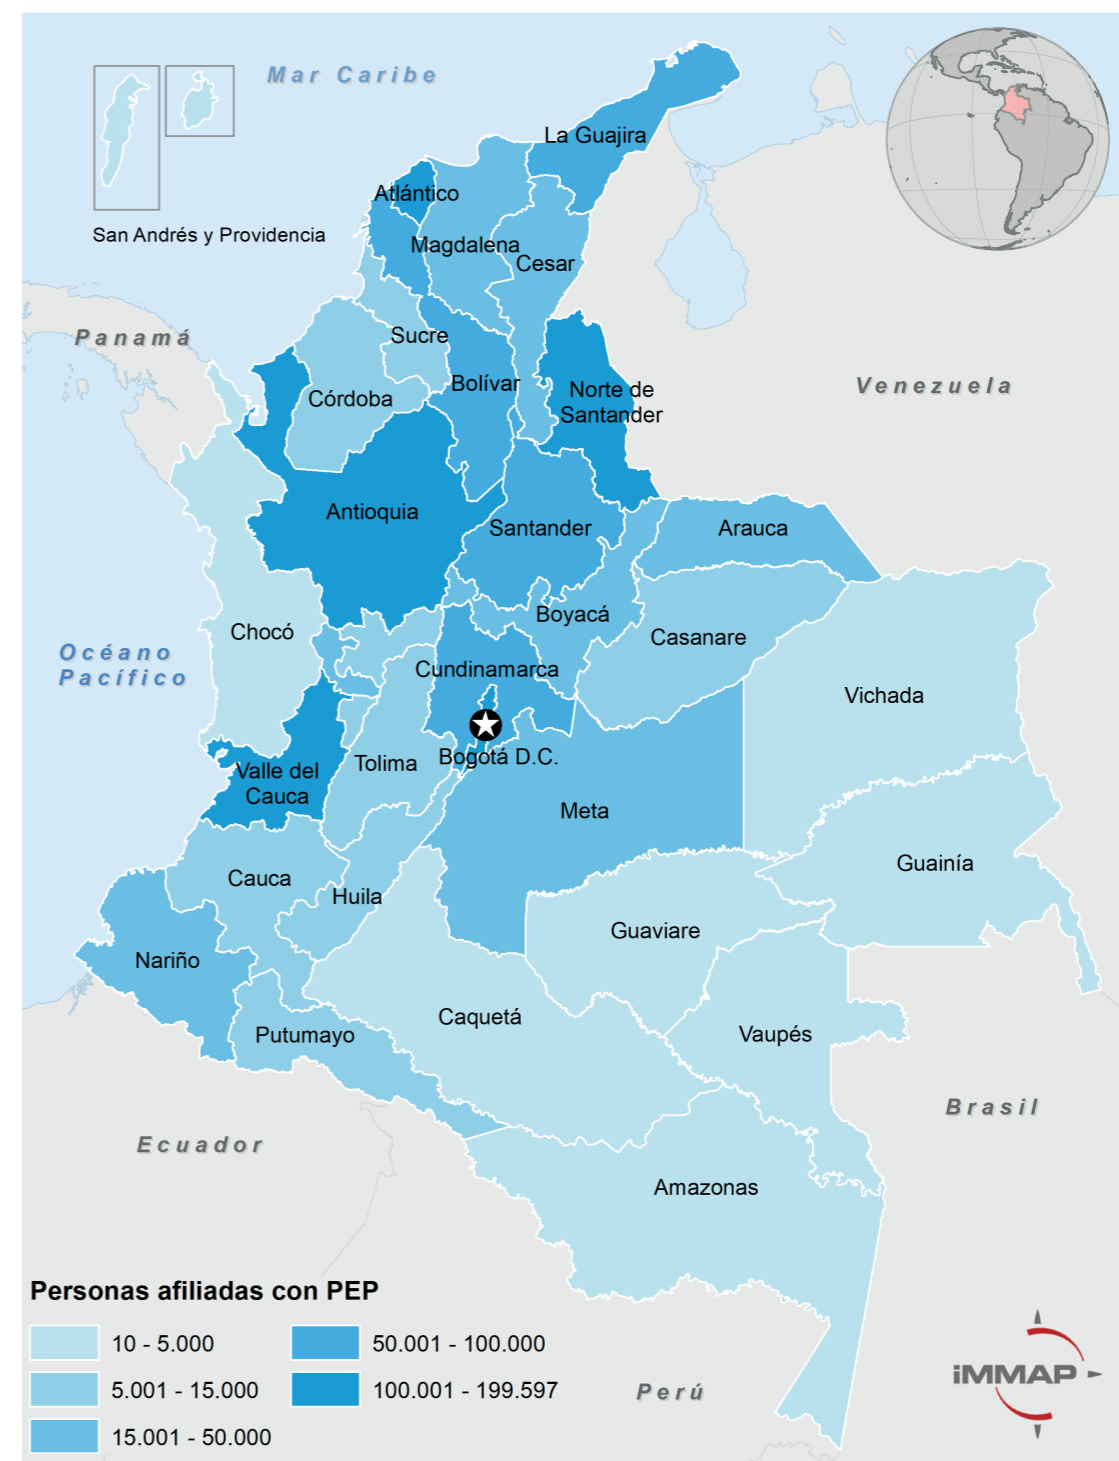 Mar Caribe
La Guajira
Atlántico
San Andrés y Providencia
Magdalena
Cesar
Panamá
Sucre
Bolívar
Córdoba
Norte de
Santander
Venezuela
Antioquia
Santander
Arauca
Boyacá
Chocó
Casanare
Océano
Pacífico
Cundinamarca
Vichada
Bogotá D.C.
Tolima
Valle del
Cauca
Meta
Guainía
Cauca
Huila
Guaviare
Nariño
Caquetá
Putumayo
Vaupés
Brasil
Ecuador
Amazonas
Personas afiliadas con PEP
10 - 5.000
50.001 - 100.000
5.001 - 15.000
100.001 - 199.597
15.001 - 50.000
Perú
iMMAP